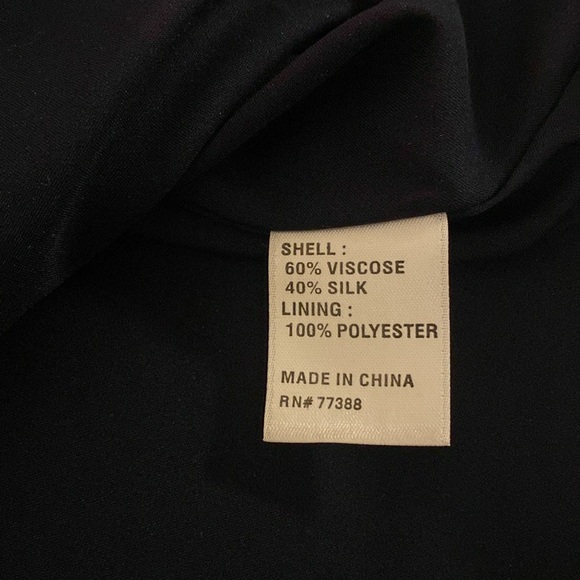 SHELL :
60% VISCOSE
40% SILK
LINING :
100% POLYESTER
MADE IN CHINA
RN# 77388